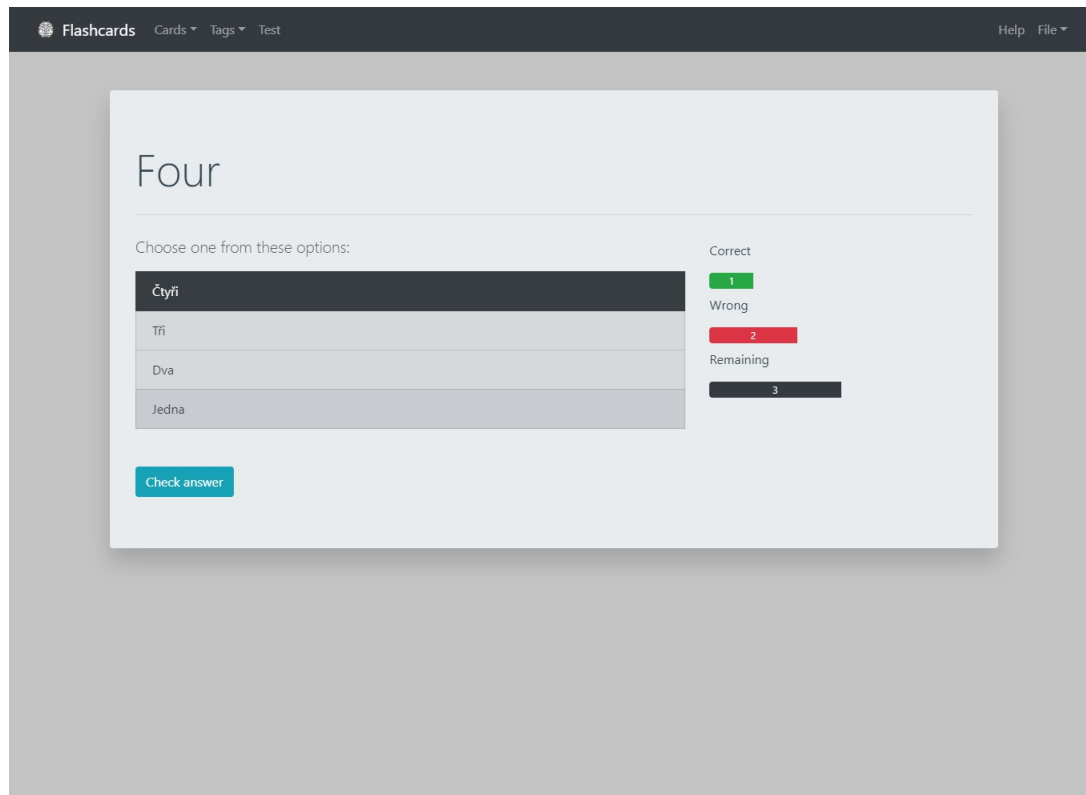 Flashcards Cards Tags Test Help File
Four
Choose one from these options:
Čtyři
Tři
Dva
Jedna
Check answer
Correct
1
Wrong
2
Remaining
3